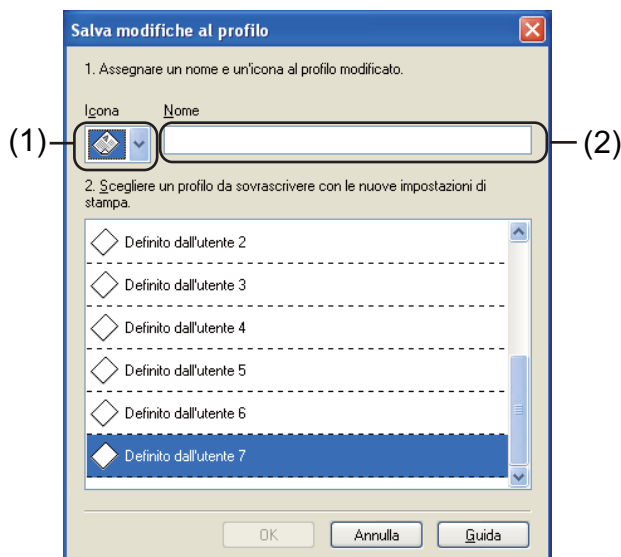 Salva modifiche al profilo
1. Assegnare un nome e un'icona al profilo modificato.
Icona Nome
(1)
(2)
2. Scegliere un profilo da sovrascrivere con le nuove impostazioni di
stampa.
Definito dall'utente 2
Definito dall'utente 3
Definito dall'utente 4
Definito dall'utente 5
Definito dall'utente 6
Definito dall'utente 7
OK Annulla Guida